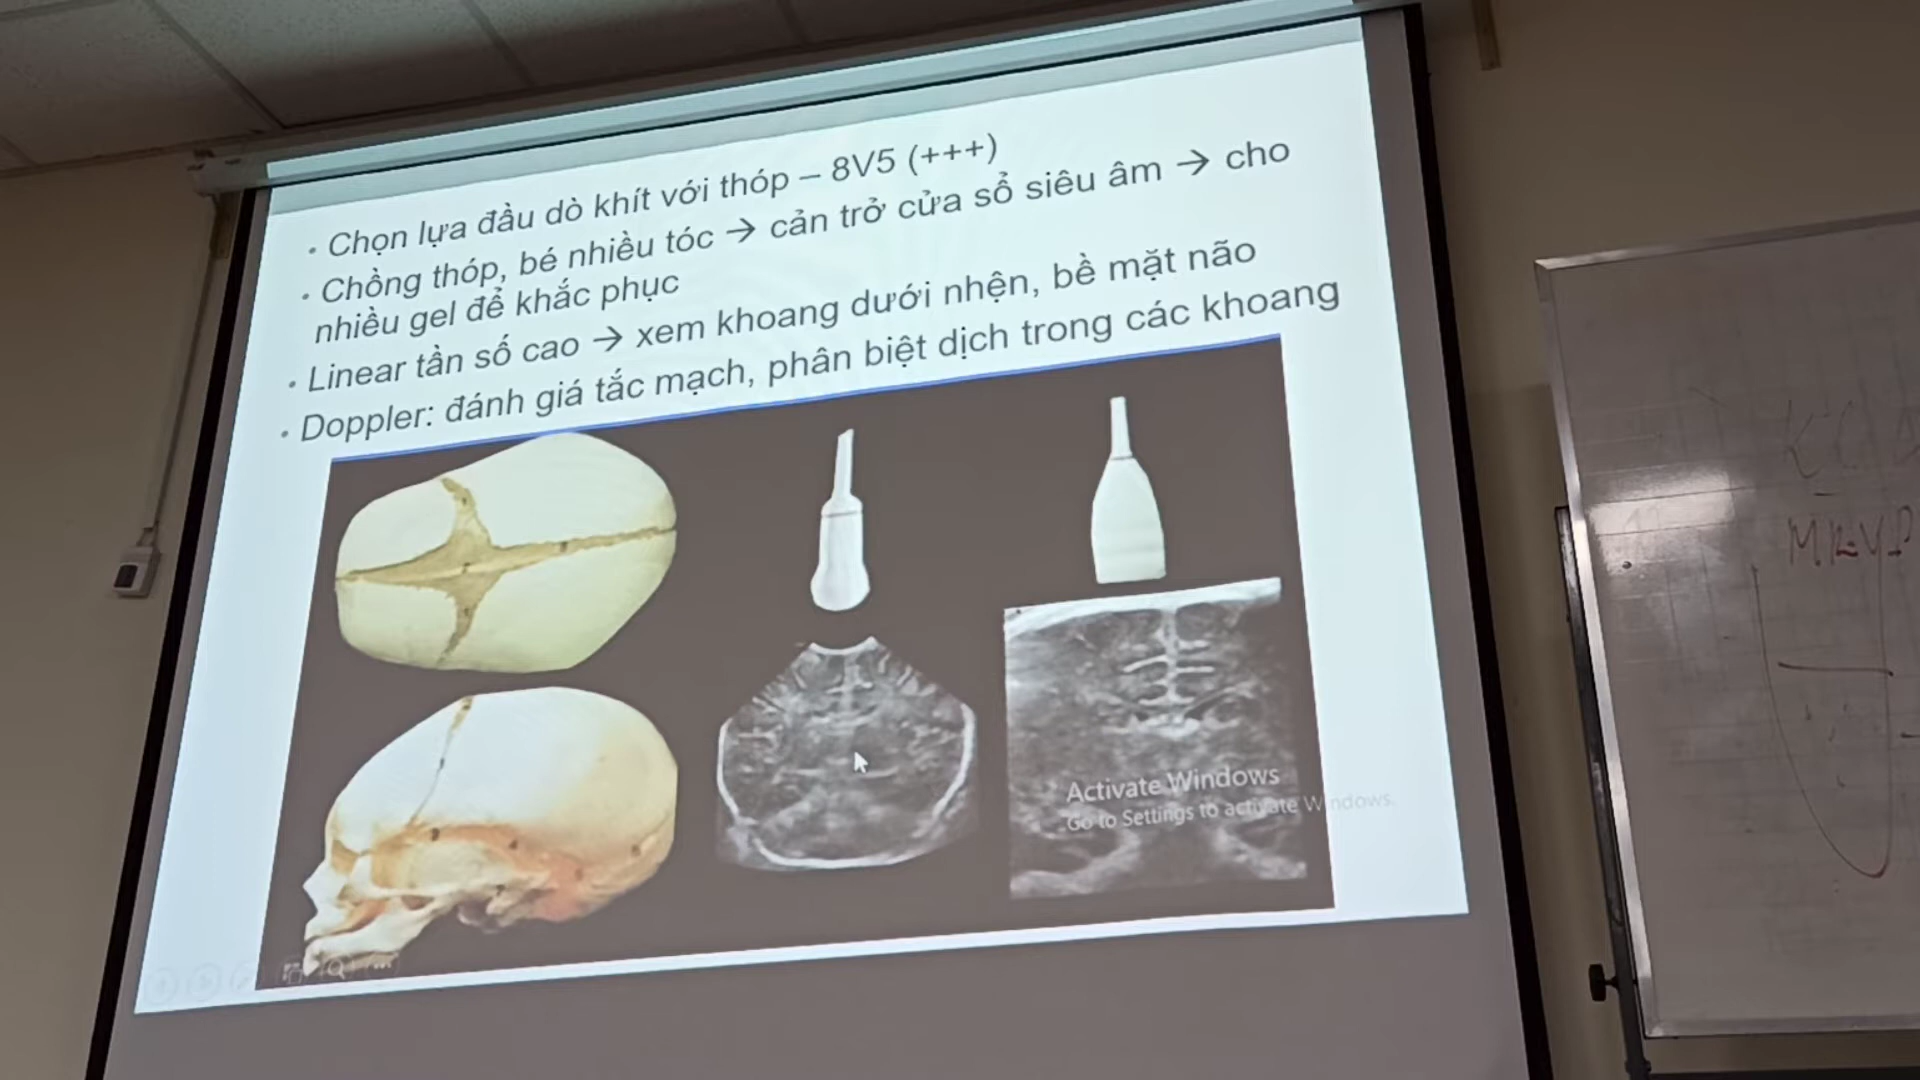 • Chọn lựa đầu dò khít với thóp – 8V5 (+++)
• Chồng thóp, bé nhiều tóc → cản trở cửa sổ siêu âm → cho
nhiều gel để khắc phục
• Linear tần số cao → xem khoang dưới nhện, bề mặt não
• Doppler: đánh giá tắc mạch, phân biệt dịch trong các khoang
Activate Windows
Go to Settings to activate Windows.